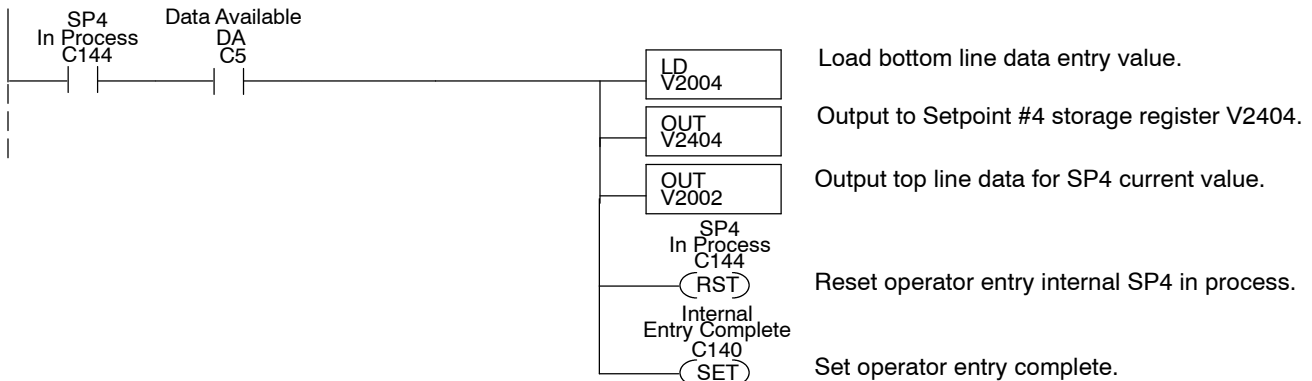 SP4
In Process
C144
Data Available
DA
C5
LD
V2004
Load bottom line data entry value.
OUT
V2404
Output to Setpoint #4 storage register V2404.
OUT
V2002
Output top line data for SP4 current value.
SP4
In Process
C144
RST
Reset operator entry internal SP4 in process.
Internal
Entry Complete
C140
SET
Set operator entry complete.